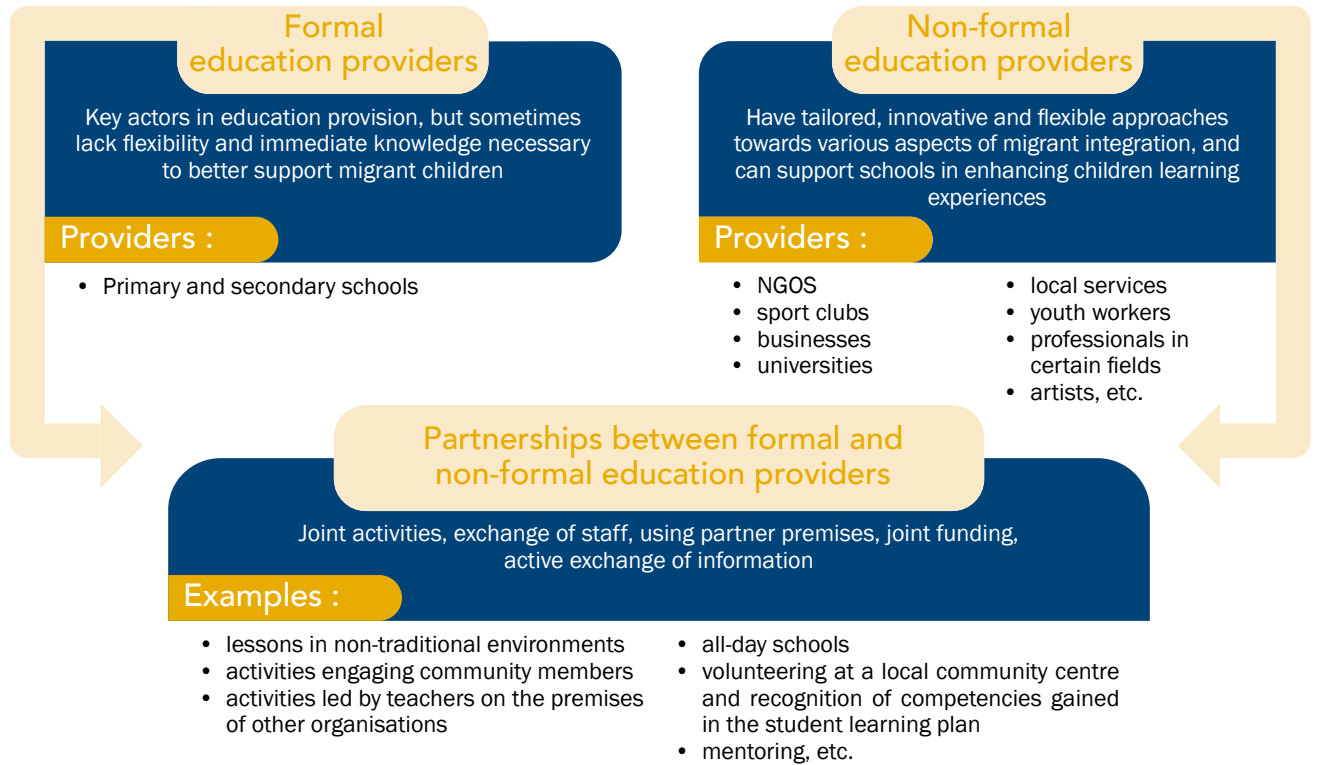 Formal
education providers
Key actors in education provision, but sometimes
lack flexibility and immediate knowledge necessary
to better support migrant children
Providers :
• Primary and secondary schools
Non-formal
education providers
Have tailored, innovative and flexible approaches
towards various aspects of migrant integration, and
can support schools in enhancing children learning
experiences
Providers :
• NGOS
• sport clubs
• businesses
• universities
• local services
• youth workers
• professionals in
certain fields
• artists, etc.
Partnerships between formal and
non-formal education providers
Joint activities, exchange of staff, using partner premises, joint funding,
active exchange of information
Examples :
• lessons in non-traditional environments
• activities engaging community members
• activities led by teachers on the premises
of other organisations
• all-day schools
• volunteering at a local community centre
and recognition of competencies gained
in the student learning plan
• mentoring, etc.